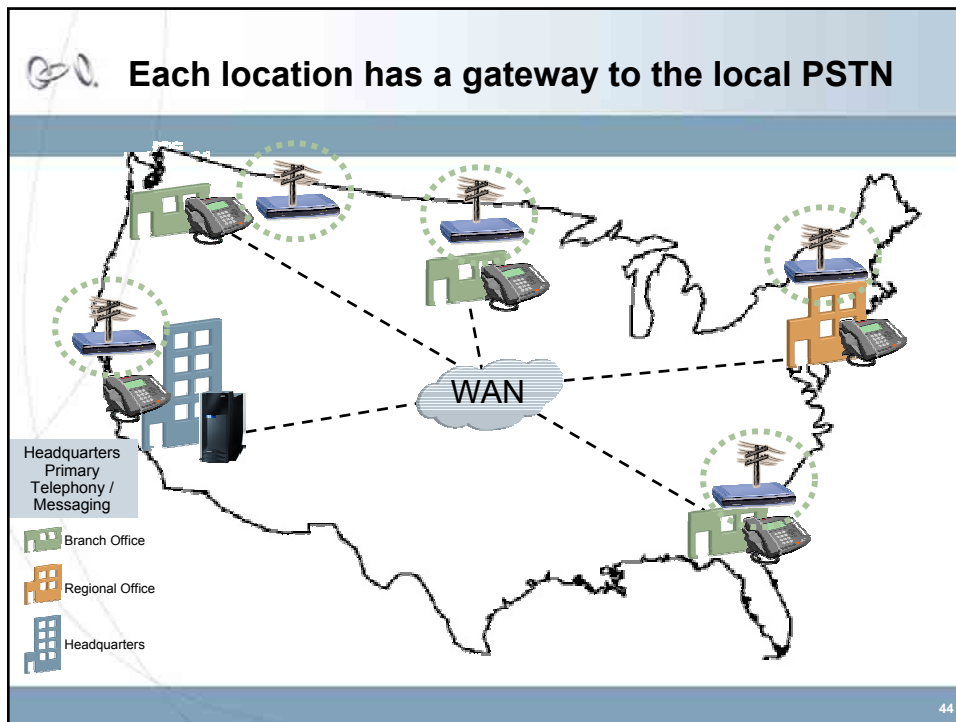 Each location has a gateway to the local PSTN
WAN
Headquarters
Primary
Telephony /
Messaging
Branch Office
Regional Office
Headquarters
44